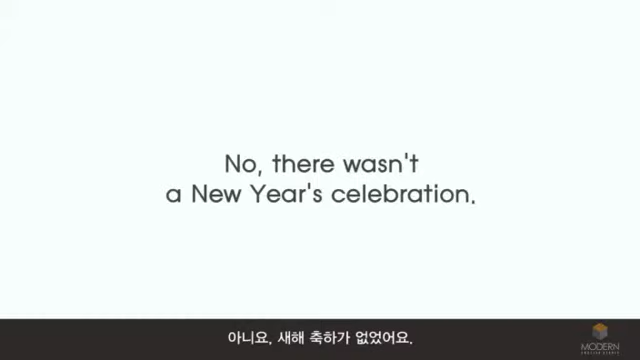 No, there wasn't
a New Year's celebration.
아니요, 새해 축하가 없었어요.
MODERN